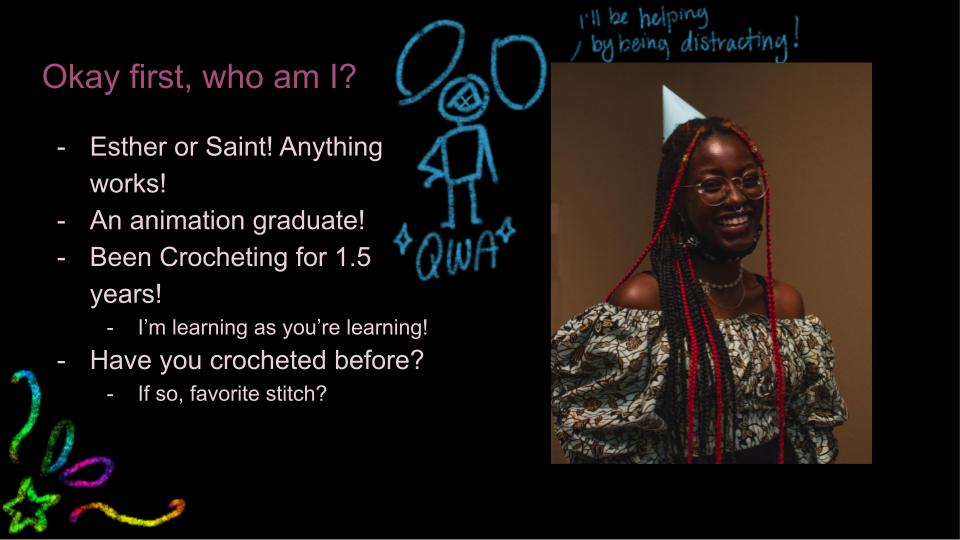 I'll be helping
by being distracting!
Okay first, who am I?
- Esther or Saint! Anything
works!
- An animation graduate!
- Been Crocheting for 1.5
years!
- I'm learning as you're learning!
- Have you crocheted before?
- If so, favorite stitch?
QWA